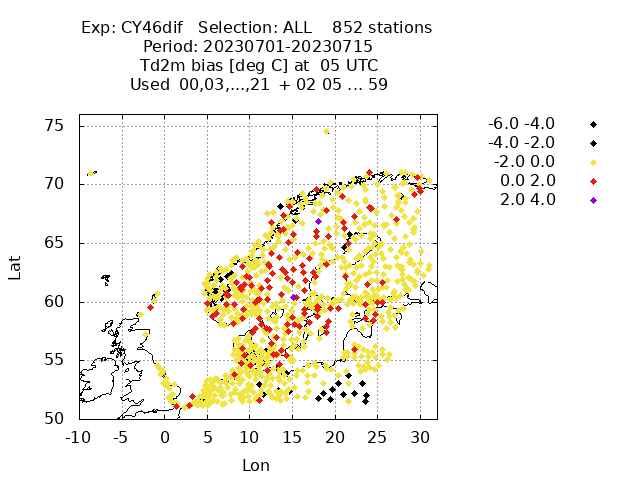 Exp: CY46dif   Selection: ALL    852 stations
Period: 20230701-20230715
Td2m bias [deg C] at  05 UTC
Used  00,03,...,21  + 02 05 ... 59
-6.0 -4.0
-4.0 -2.0
-2.0 0.0
0.0 2.0
2.0 4.0
75
70
65
60
55
50
Lat
-10 -5 0 5 10 15 20 25 30
Lon